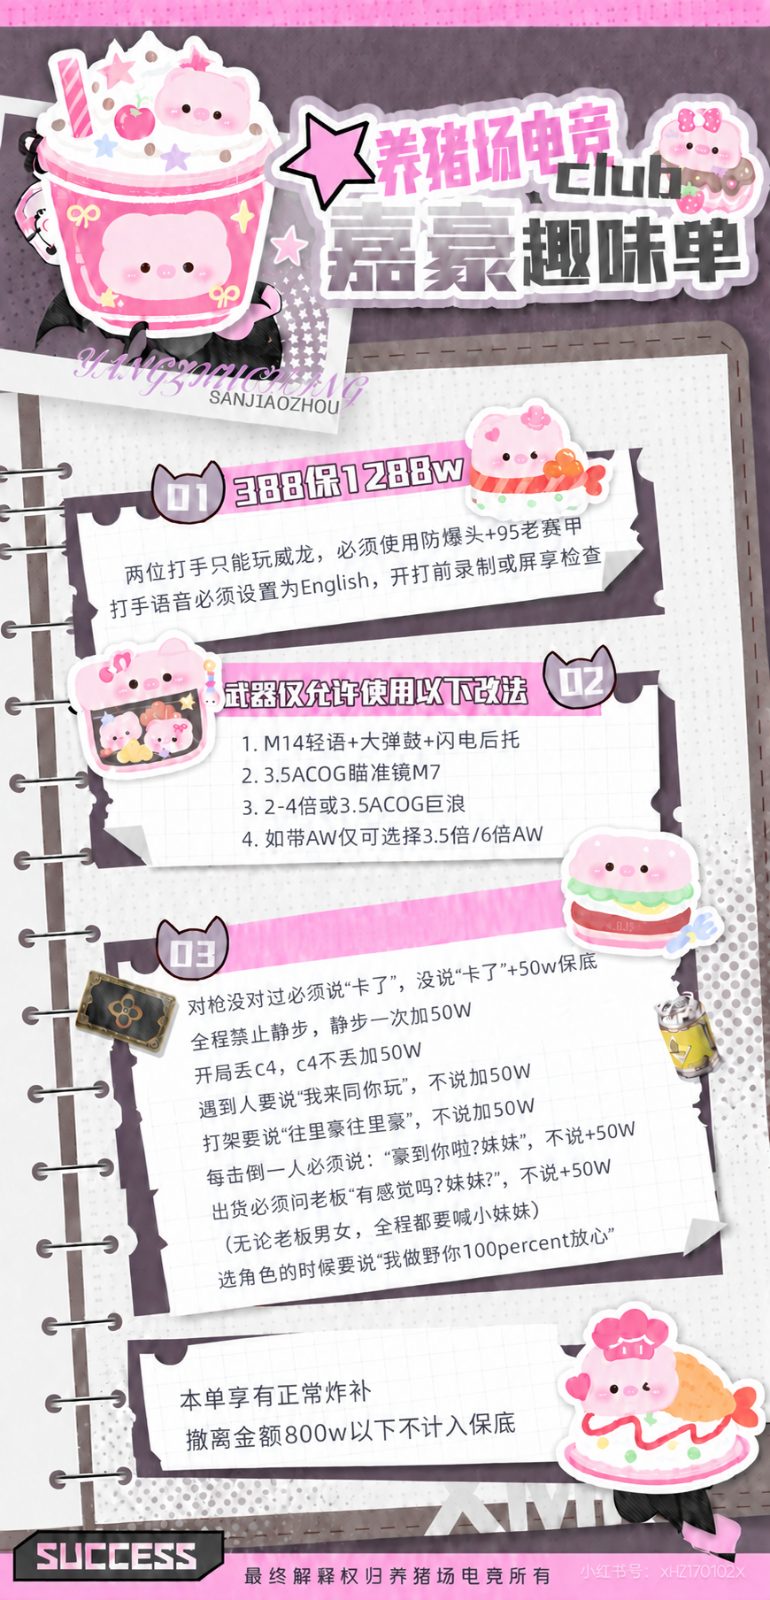 养猪场电竞
club
嘉豪趣味单
YANGZHUCHANG
SANJIAOZHOU
01 388保1288w
两位打手只能玩威龙，必须使用防爆头+95老赛甲
打手语音必须设置为English，开打前录制或屏享检查
武器仅允许使用以下改法 02
1. M14轻语+大弹鼓+闪电后托
2. 3.5ACOG瞄准镜M7
3. 2-4倍或3.5ACOG巨浪
4. 如带AW仅可选择3.5倍/6倍AW
03
对枪没对过必须说“卡了”，没说“卡了”+50w保底
全程禁止静步，静步一次加50W
开局丢c4，c4不丢加50W
遇到人要说“我来同你玩”，不说加50W
打架要说“往里豪往里豪”，不说加50W
每击倒一人必须说：“豪到你啦?妹妹”，不说+50W
出货必须问老板“有感觉吗?妹妹?”，不说+50W
（无论老板男女，全程都要喊小妹妹）
选角色的时候要说“我做野你100percent放心”
本单享有正常炸补
撤离金额800w以下不计入保底
SUCCESS
最终解释权归养猪场电竞所有
小红书号：xHZ170102X